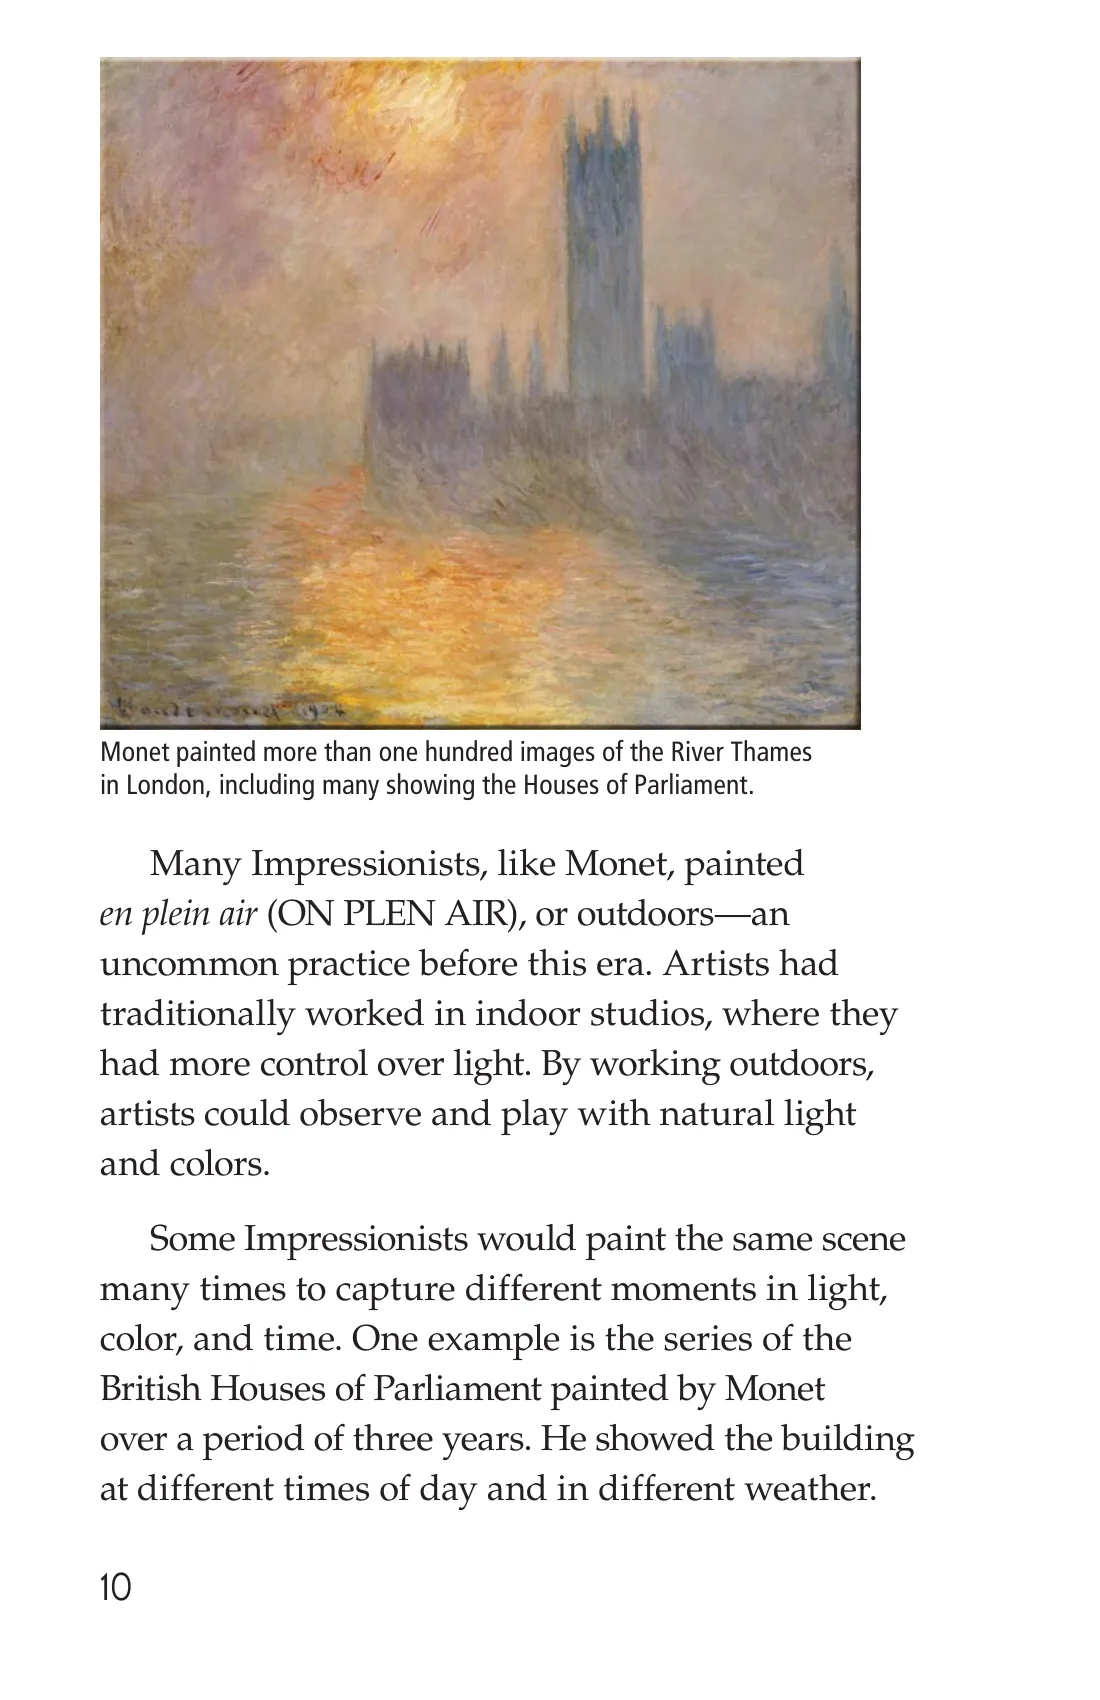 Claude Monet 1904
Monet painted more than one hundred images of the River Thames
in London, including many showing the Houses of Parliament.
Many Impressionists, like Monet, painted
en plein air (ON PLEN AIR), or outdoors—an
uncommon practice before this era. Artists had
traditionally worked in indoor studios, where they
had more control over light. By working outdoors,
artists could observe and play with natural light
and colors.
Some Impressionists would paint the same scene
many times to capture different moments in light,
color, and time. One example is the series of the
British Houses of Parliament painted by Monet
over a period of three years. He showed the building
at different times of day and in different weather.
10